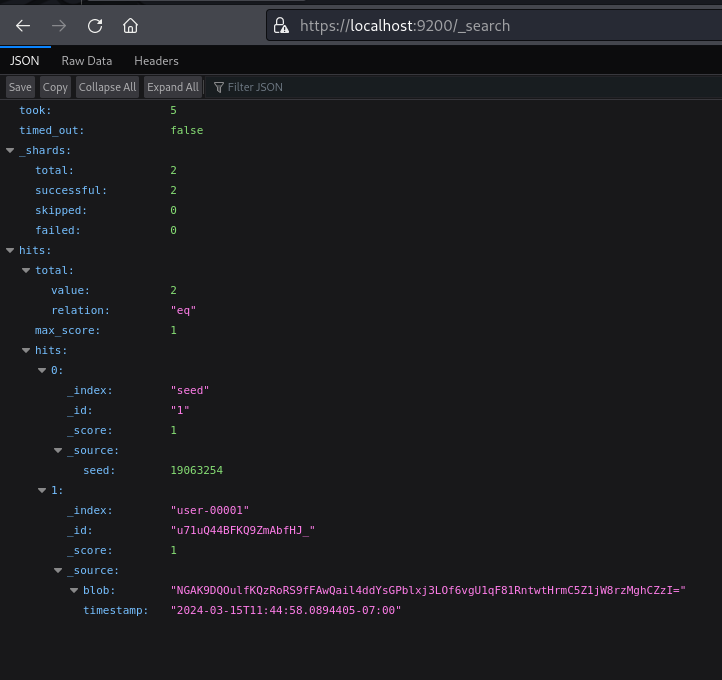 https://localhost:9200/_search
JSON Raw Data Headers
Save Copy Collapse All Expand All Filter JSON
took: 5
timed_out: false
_shards:
total: 2
successful: 2
skipped: 0
failed: 0
hits:
total:
value: 2
relation: "eq"
max_score: 1
hits:
0:
_index: "seed"
_id: "1"
_score: 1
_source:
seed: 19063254
1:
_index: "user-00001"
_id: "u71uQ44BFKQ9ZmAbfHJ_"
_score: 1
_source:
blob: "NGAK9DQOulfKQzRoRS9fFAwQail4ddYsGPblxj3LOf6vgU1qF81RntwtHrmC5Z1jW8rzMghCZzI="
timestamp: "2024-03-15T11:44:58.0894405-07:00"